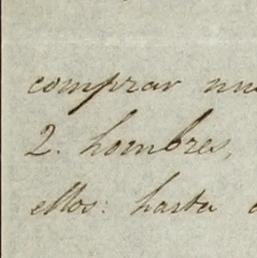 comprar
2. hombres,
ellos: hasta